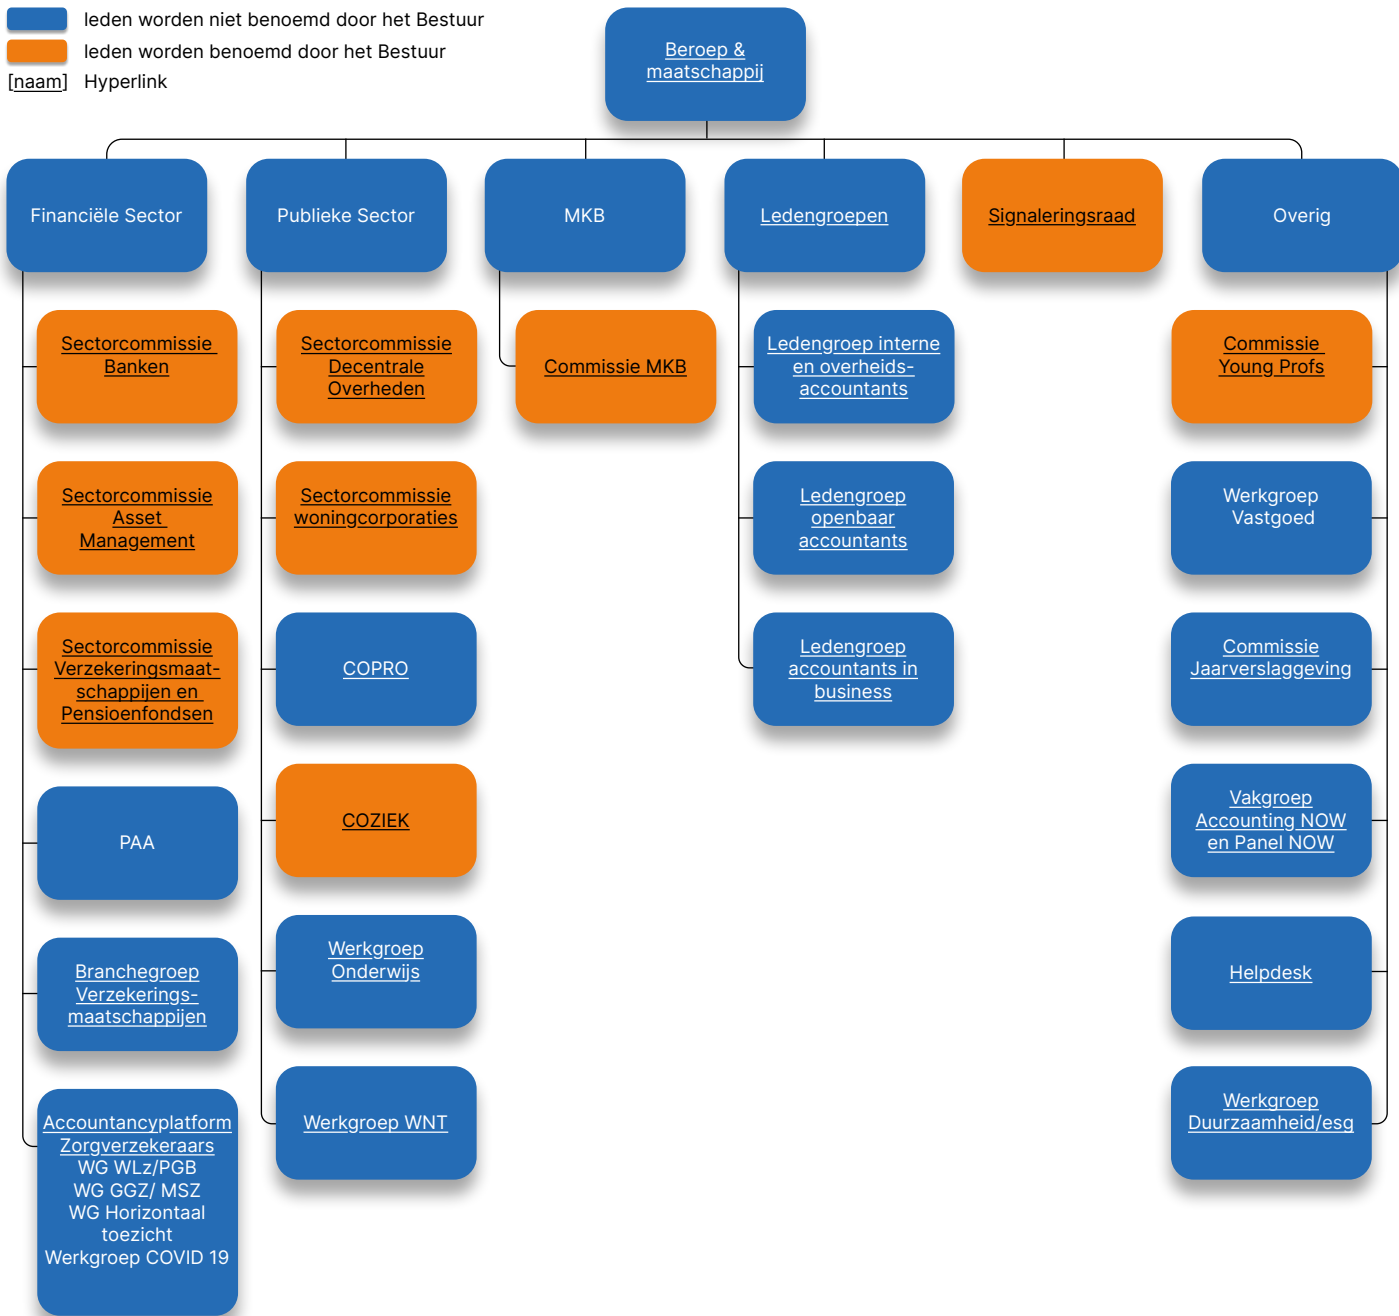 leden worden niet benoemd door het Bestuur
leden worden benoemd door het Bestuur
[naam] Hyperlink
Beroep &
maatschappij
Financiële Sector
Publieke Sector
MKB
Ledengroepen
Signaleringsraad
Overig
Sectorcommissie
Banken
Sectorcommissie
Asset
Management
Sectorcommissie
Verzekeringsmaat-
schappijen en
Pensioenfondsen
PAA
Branchegroep
Verzekerings-
maatschappijen
Accountancyplatform
Zorgverzekeraars
WG WLz/PGB
WG GGZ/ MSZ
WG Horizontaal
toezicht
Werkgroep COVID 19
Sectorcommissie
Decentrale
Overheden
Sectorcommissie
woningcorporaties
COPRO
COZIEK
Werkgroep
Onderwijs
Werkgroep WNT
Commissie MKB
Ledengroep interne
en overheids-
accountants
Ledengroep
openbaar
accountants
Ledengroep
accountants in
business
Commissie
Young Profs
Werkgroep
Vastgoed
Commissie
Jaarverslaggeving
Vakgroep
Accounting NOW
en Panel NOW
Helpdesk
Werkgroep
Duurzaamheid/esg